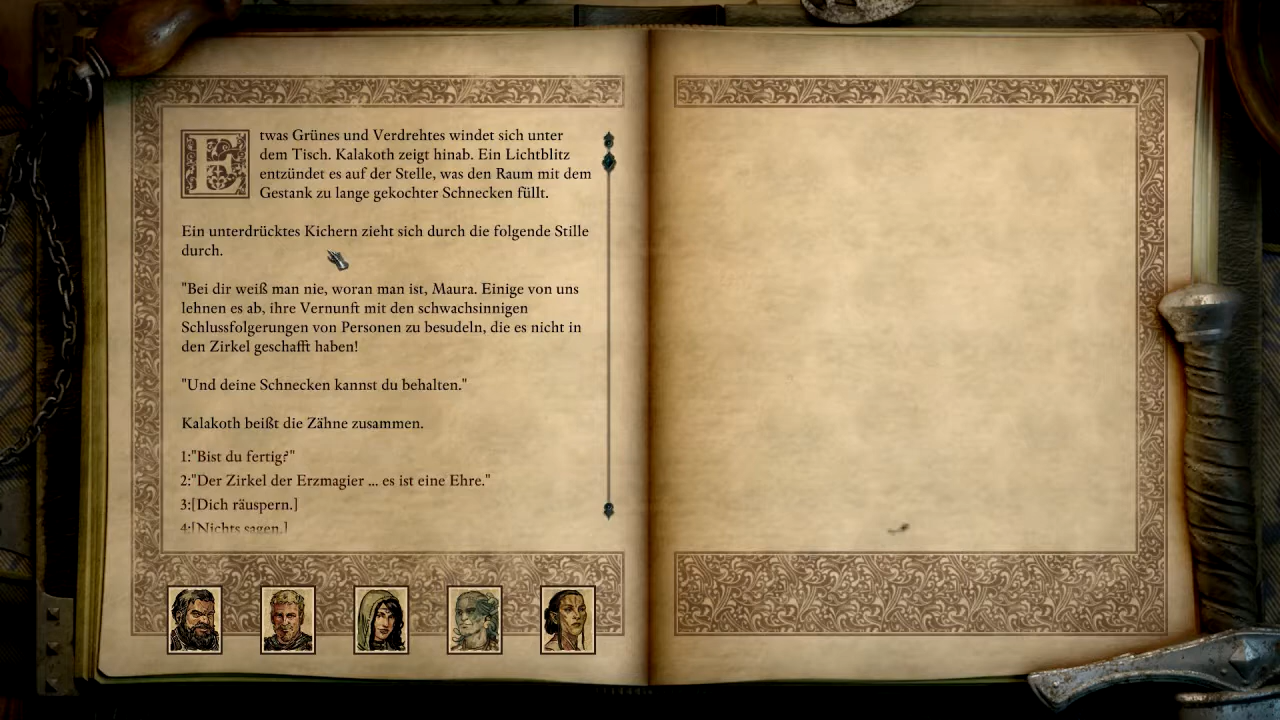 Etwas Grünes und Verdrehtes windet sich unter
dem Tisch. Kalakoth zeigt hinab. Ein Lichtblitz
entzündet es auf der Stelle, was den Raum mit dem
Gestank zu lange gekochter Schnecken füllt.
Ein unterdrücktes Kichern zieht sich durch die folgende Stille
durch.
"Bei dir weiß man nie, woran man ist, Maura. Einige von uns
lehnen es ab, ihre Vernunft mit den schwachsinnigen
Schlussfolgerungen von Personen zu besudeln, die es nicht in
den Zirkel geschafft haben!
"Und deine Schnecken kannst du behalten."
Kalakoth beißt die Zähne zusammen.
1:"Bist du fertig?"
2:"Der Zirkel der Erzmagier ... es ist eine Ehre."
3:[Dich räuspern.]
4:[Nichts sagen.]